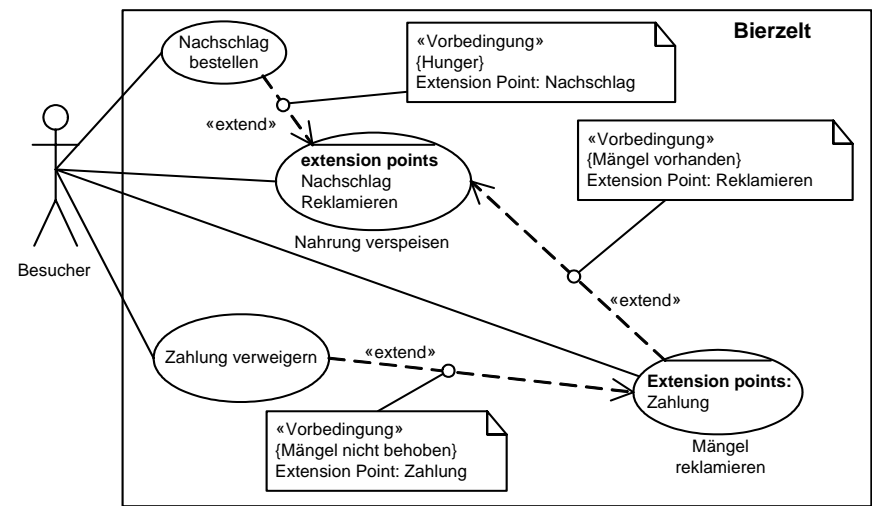 Bierzelt
Nachschlag
bestellen
«Vorbedingung»
{Hunger}
Extension Point: Nachschlag
«extend»
«Vorbedingung»
{Mängel vorhanden}
Extension Point: Reklamieren
extension points
Nachschlag
Reklamieren
Nahrung verspeisen
Besucher
«extend»
Zahlung verweigern
«extend»
Extension points:
Zahlung
Mängel
reklamieren
«Vorbedingung»
{Mängel nicht behoben}
Extension Point: Zahlung